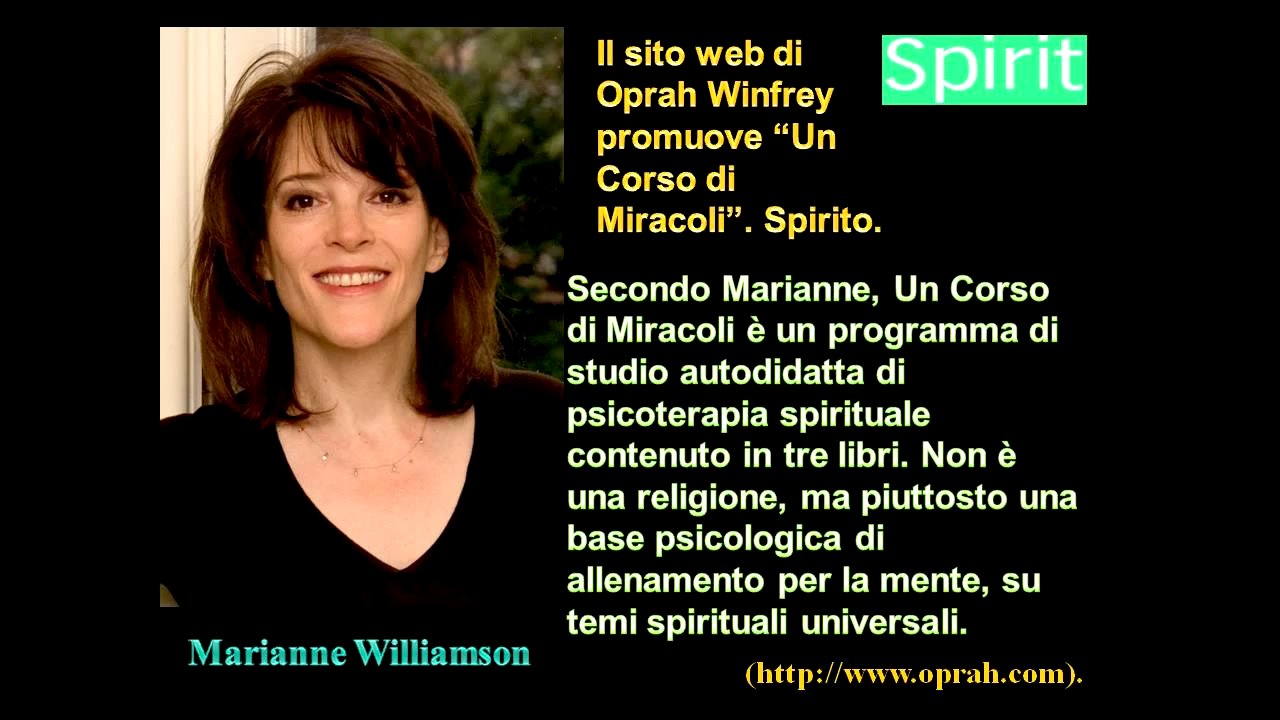 Il sito web di
Oprah Winfrey
promuove “Un
Corso di
Miracoli”. Spirito.
Spirit
Secondo Marianne, Un Corso
di Miracoli è un programma di
studio autodidatta di
psicoterapia spirituale
contenuto in tre libri. Non è
una religione, ma piuttosto una
base psicologica di
allenamento per la mente, su
temi spirituali universali.
Marianne Williamson
(http://www.oprah.com).